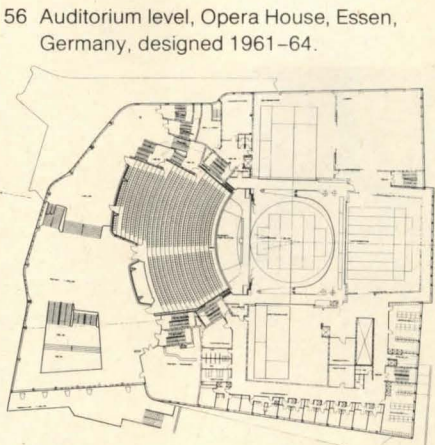 56 Auditorium level, Opera House, Essen,
Germany, designed 1961–64.